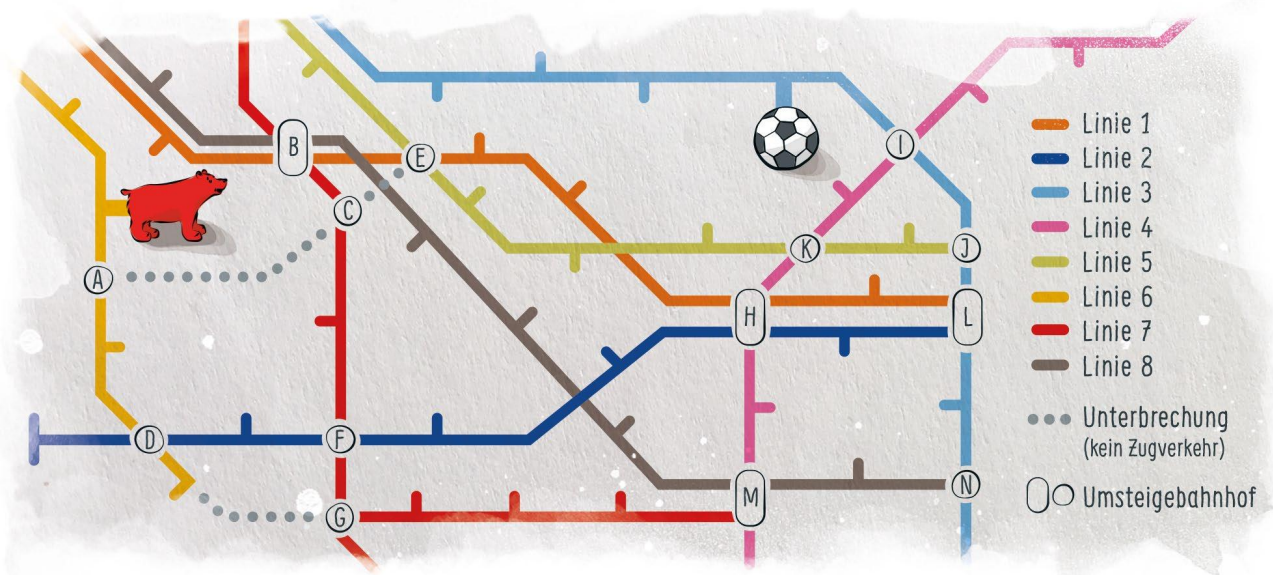 B
E
I
C
K
J
A
H
L
D
F
M
N
G
Linie 1
Linie 2
Linie 3
Linie 4
Linie 5
Linie 6
Linie 7
Linie 8
Unterbrechung
(kein Zugverkehr)
Umsteigebahnhof